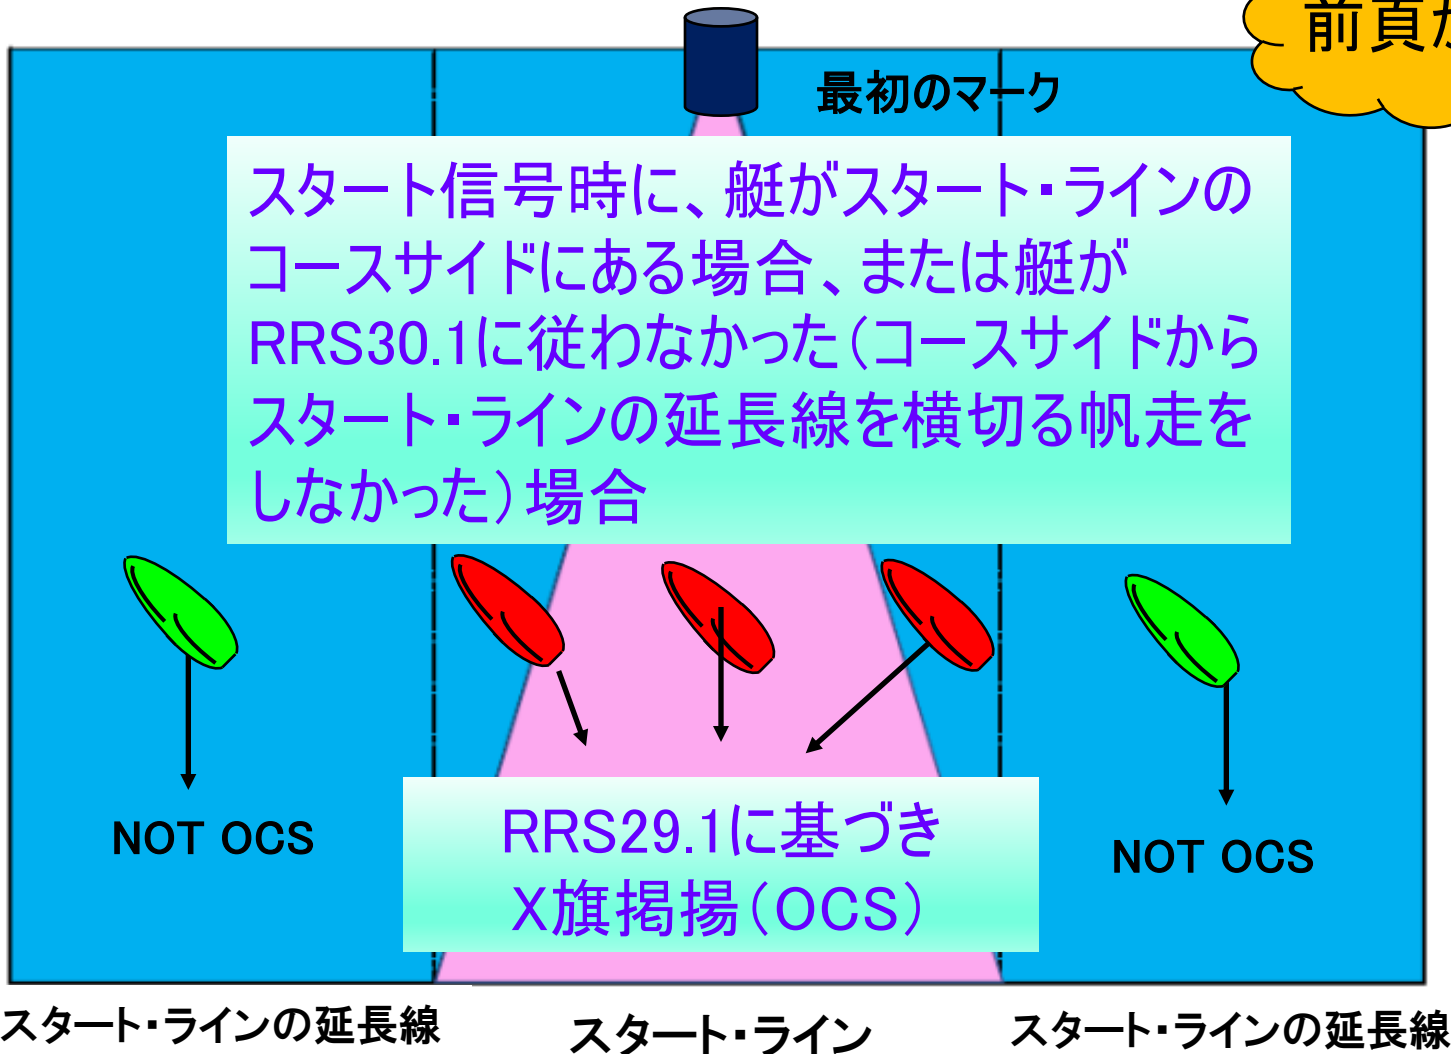 前頁か
最初のマーク
スタート信号時に、艇がスタート・ラインの
コースサイドにある場合、または艇が
RRS30.1に従わなかった（コースサイドから
スタート・ラインの延長線を横切る帆走を
しなかった）場合
NOT OCS
RRS29.1に基づき
X旗掲揚（OCS）
NOT OCS
スタート・ラインの延長線
スタート・ライン
スタート・ラインの延長線